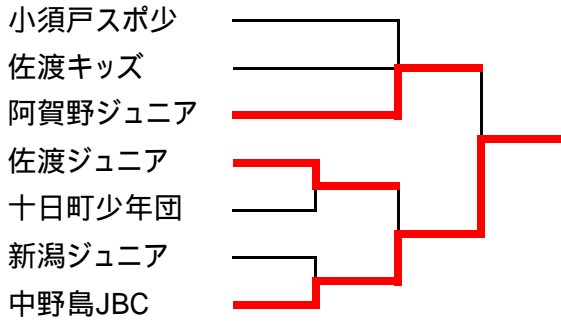 小須戸スポ少
佐渡キッズ
阿賀野ジュニア
佐渡ジュニア
十日町少年団
新潟ジュニア
中野島JBC